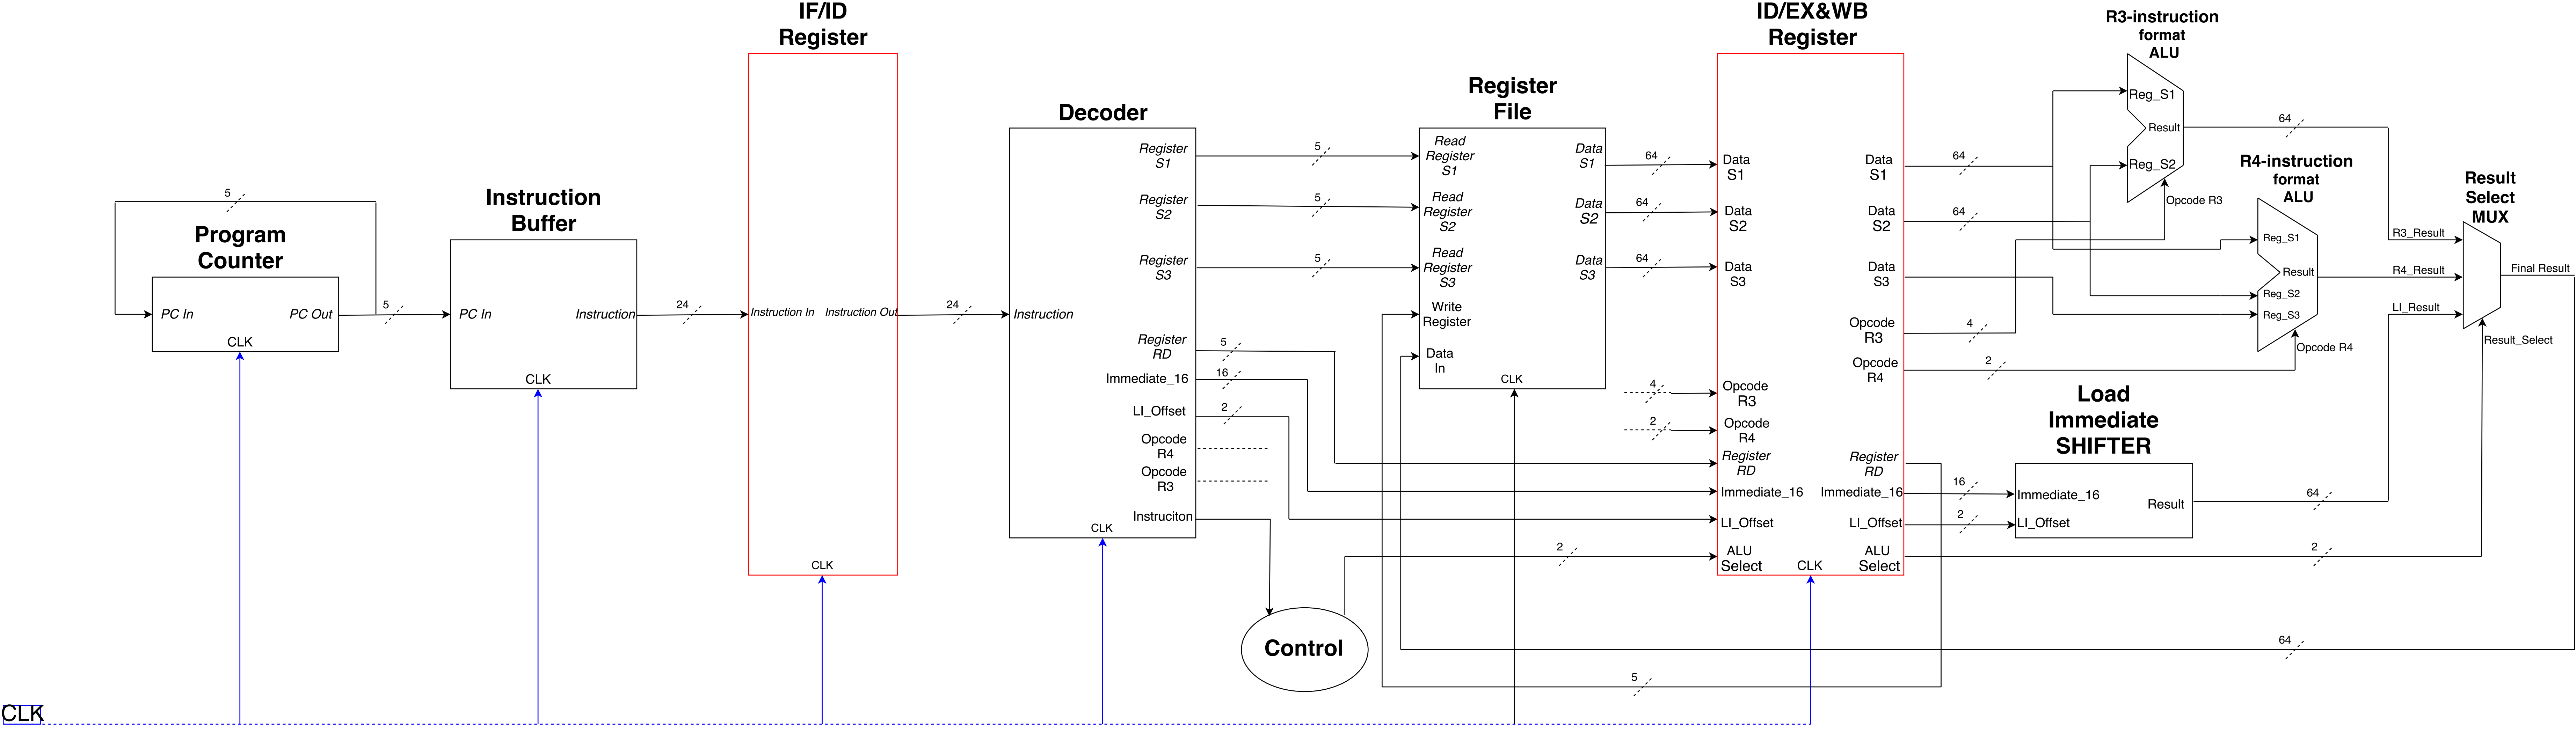 IF/ID
Register
ID/EX&WB
Register
R3-instruction
format
ALU
Decoder
Register
File
Instruction
Buffer
Program
Counter
R4-instruction
format
ALU
Result
Select
MUX
Load
Immediate
SHIFTER
5
PC In
PC Out
CLK
5
PC In
Instruction
CLK
24
Instruction In
Instruction Out
CLK
24
Instruction
Register
S1
Register
S2
Register
S3
Register
RD
Immediate_16
LI_Offset
Opcode
R4
Opcode
R3
Instruciton
CLK
5
5
5
5
16
2
Read
Register
S1
Read
Register
S2
Read
Register
S3
Write
Register
Data
In
Data
S1
Data
S2
Data
S3
CLK
64
64
64
4
2
Data
S1
Data
S2
Data
S3
Opcode
R3
Opcode
R4
Register
RD
Immediate_16
LI_Offset
ALU
Select
Data
S1
Data
S2
Data
S3
Opcode
R3
Opcode
R4
Register
RD
Immediate_16
LI_Offset
ALU
Select
CLK
64
64
4
2
16
2
Reg_S1
Result
Reg_S2
Opcode R3
64
Reg_S1
Result
Reg_S2
Reg_S3
Opcode R4
Immediate_16
LI_Offset
Result
64
2
R3_Result
R4_Result
LI_Result
Result_Select
Final Result
2
Control
64
5
CLK